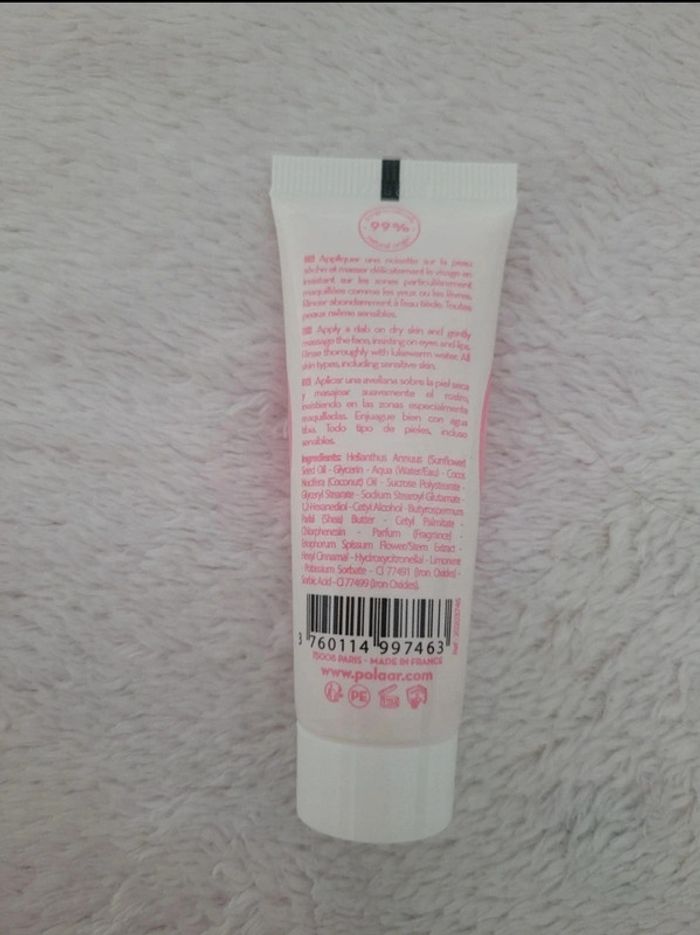 99%
natural origin
Appliquer une noisette sur la peau
sèche et masser délicatement le visage en
insistant sur les zones particulièrement
maquillées comme les yeux ou les lèvres.
Rincer abondamment à l'eau tiède. Toutes
peaux même sensibles.
Apply a dab on dry skin and gently
massage the face, insisting on eyes and lips.
Rinse thoroughly with lukewarm water. All
skin types, including sensitive skin.
Aplicar una avellana sobre la piel seca
y masajear suavemente el rostro,
insistiendo en las zonas especialmente
maquilladas. Enjuague bien con agua
tibia. Todo tipo de pieles, incluso
sensibles.
Ingredients: Helianthus Annuus (Sunflower)
Seed Oil - Glycerin - Aqua (Water/Eau) - Cocos
Nucifera (Coconut) Oil - Sucrose Polystearate -
Glyceryl Stearate - Sodium Stearoyl Glutamate -
1,2-Hexanediol - Cetyl Alcohol - Butyrospermum
Parkii (Shea) Butter - Cetyl Palmitate -
Chlorphenesin - Parfum (Fragrance) -
Eriophorum Spissum Flower/Stem Extract -
Hexyl Cinnamal - Hydroxycitronellal - Limonene
- Potassium Sorbate - CI 77491 (Iron Oxides) -
Sorbic Acid - CI 77499 (Iron Oxides).
3 760114 997463
75008 PARIS - MADE IN FRANCE
www.polaar.com
PE